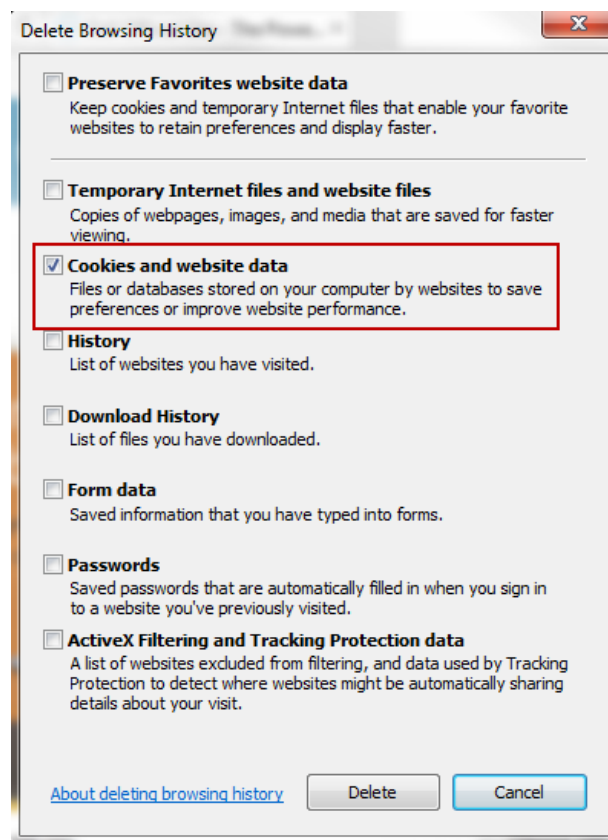 Delete Browsing History
Preserve Favorites website data
Keep cookies and temporary Internet files that enable your favorite
websites to retain preferences and display faster.
Temporary Internet files and website files
Copies of webpages, images, and media that are saved for faster
viewing.
Cookies and website data
Files or databases stored on your computer by websites to save
preferences or improve website performance.
History
List of websites you have visited.
Download History
List of files you have downloaded.
Form data
Saved information that you have typed into forms.
Passwords
Saved passwords that are automatically filled in when you sign in
to a website you've previously visited.
ActiveX Filtering and Tracking Protection data
A list of websites excluded from filtering, and data used by Tracking
Protection to detect where websites might be automatically sharing
details about your visit.
About deleting browsing history Delete Cancel